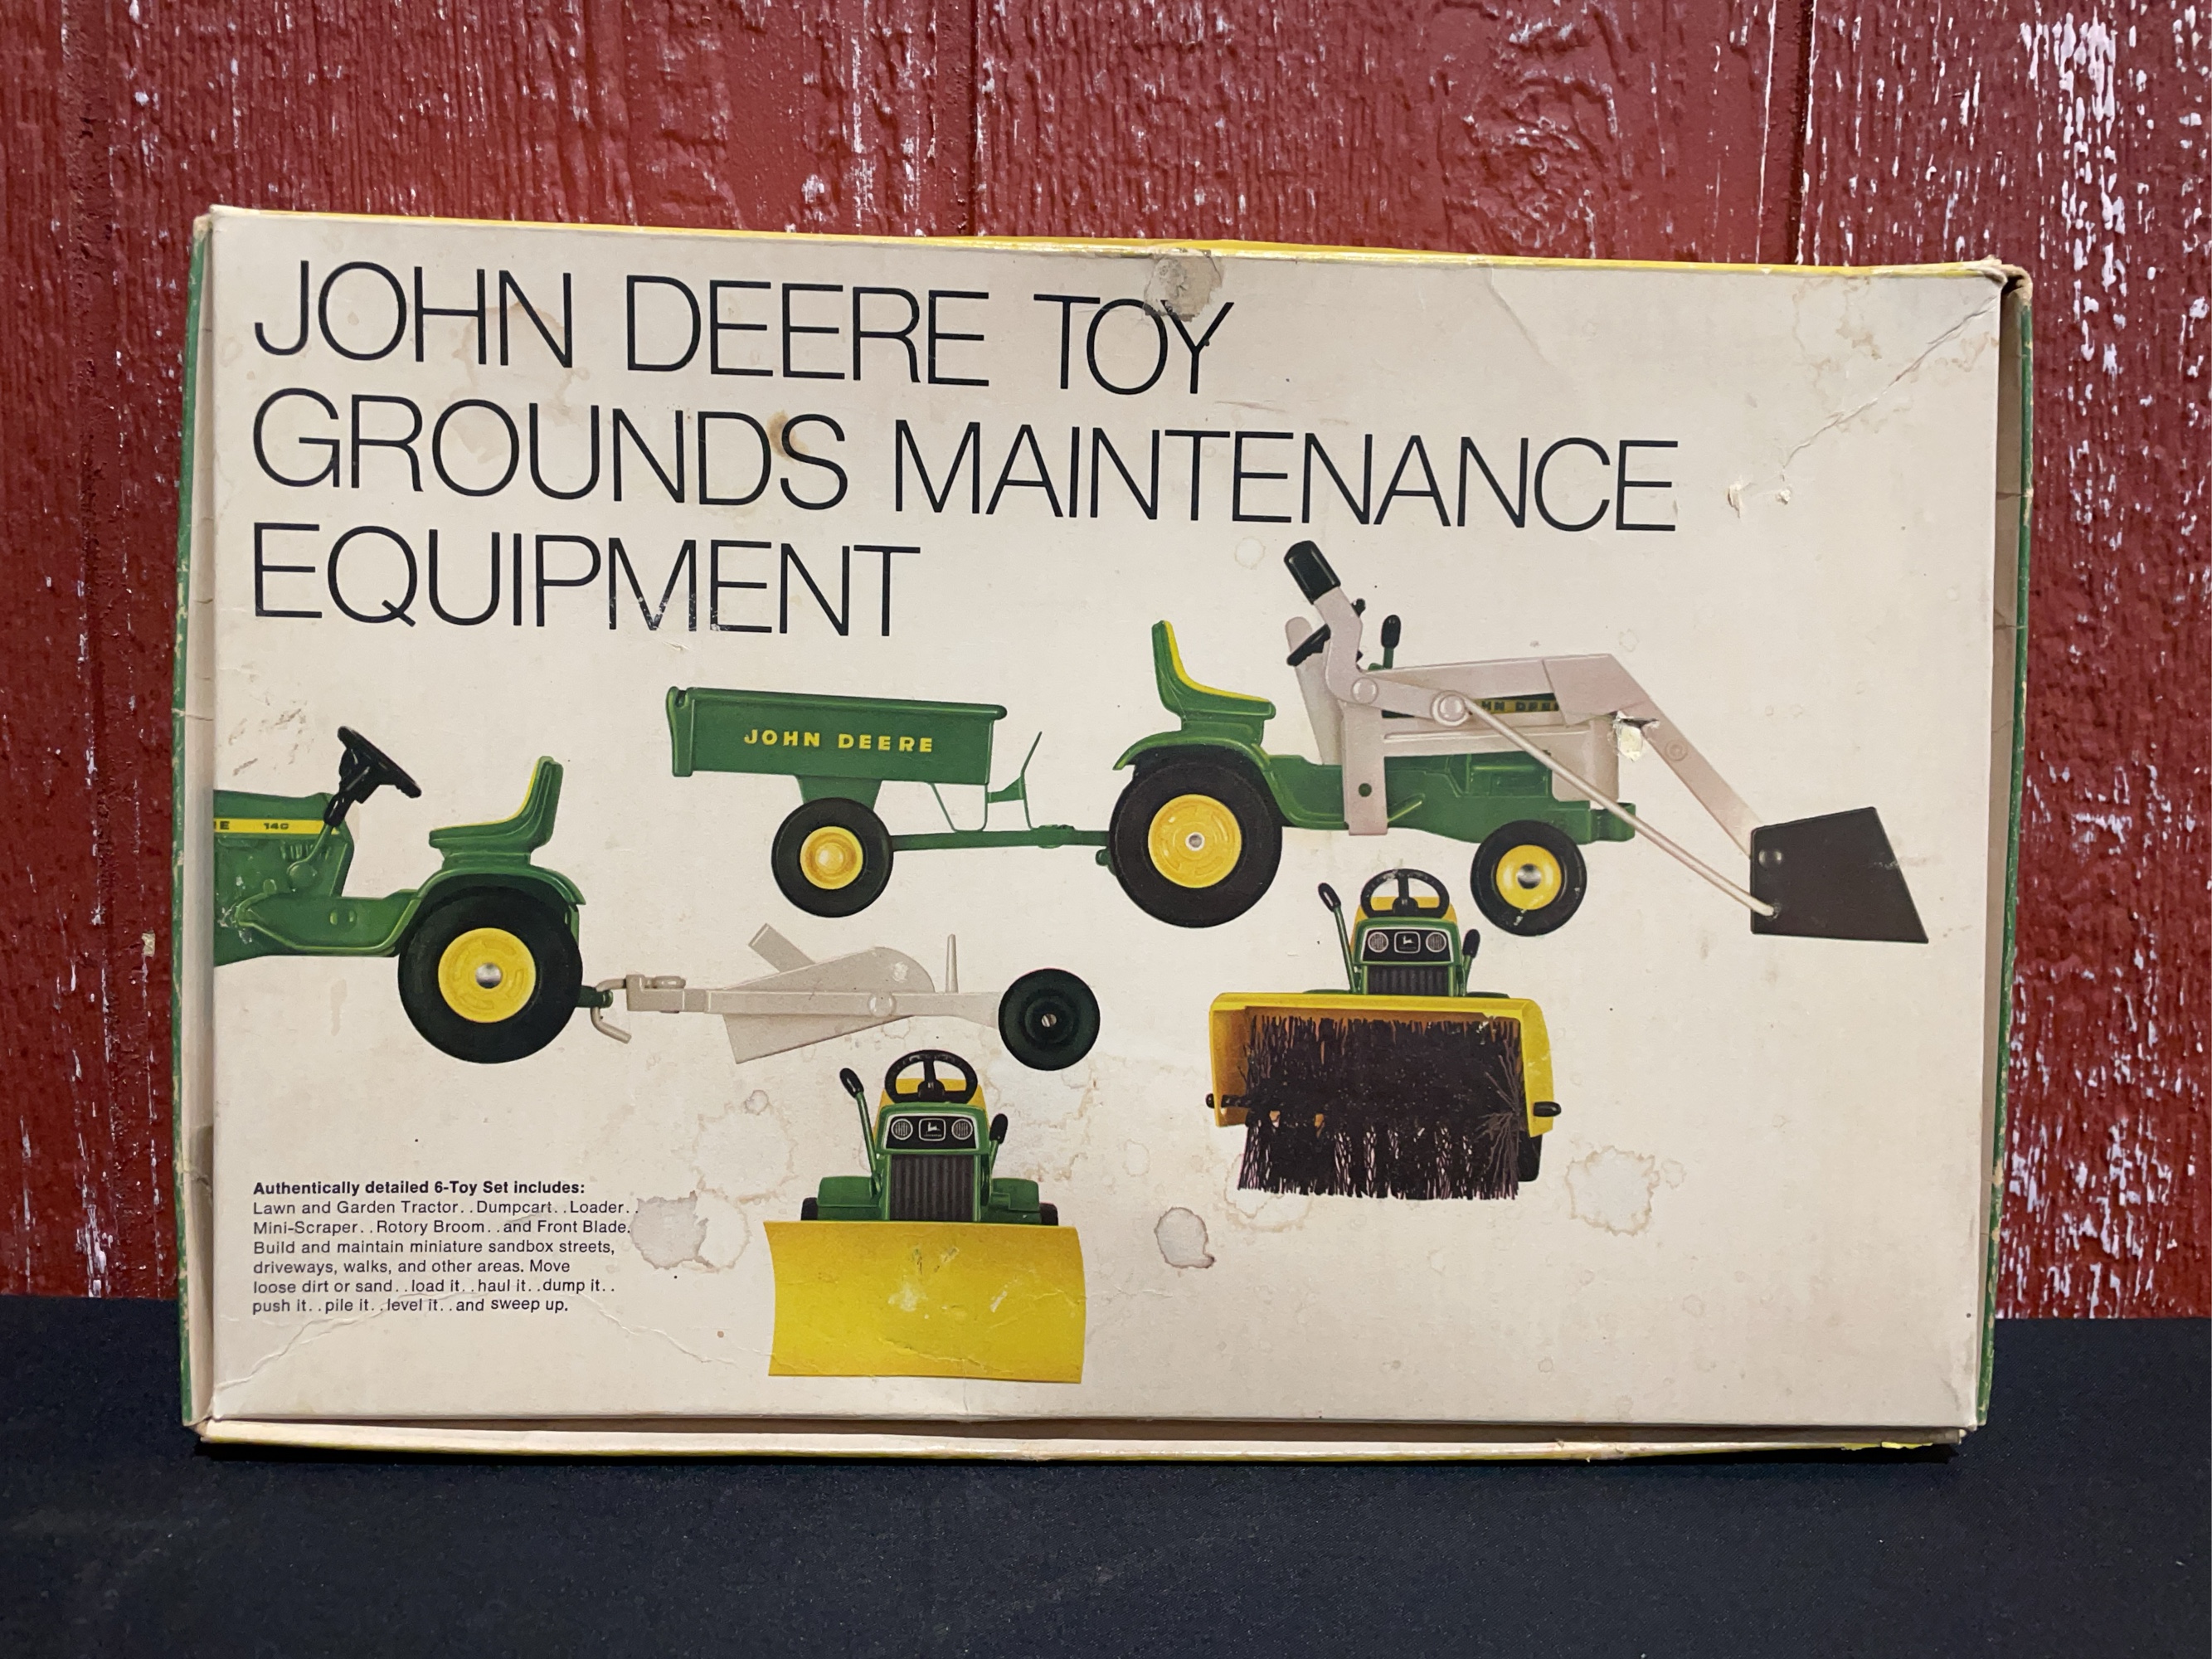 JOHN DEERE TOY
GROUNDS MAINTENANCE
EQUIPMENT
JOHN DEERE
HN DEERE
E 140
Authentically detailed 6-Toy Set includes:
Lawn and Garden Tractor. .Dumpcart. .Loader. .
Mini-Scraper. .Rotory Broom. .and Front Blade.
Build and maintain miniature sandbox streets,
driveways, walks, and other areas. Move
loose dirt or sand. .load it. .haul it. .dump it. .
push it. .pile it. .level it. .and sweep up.